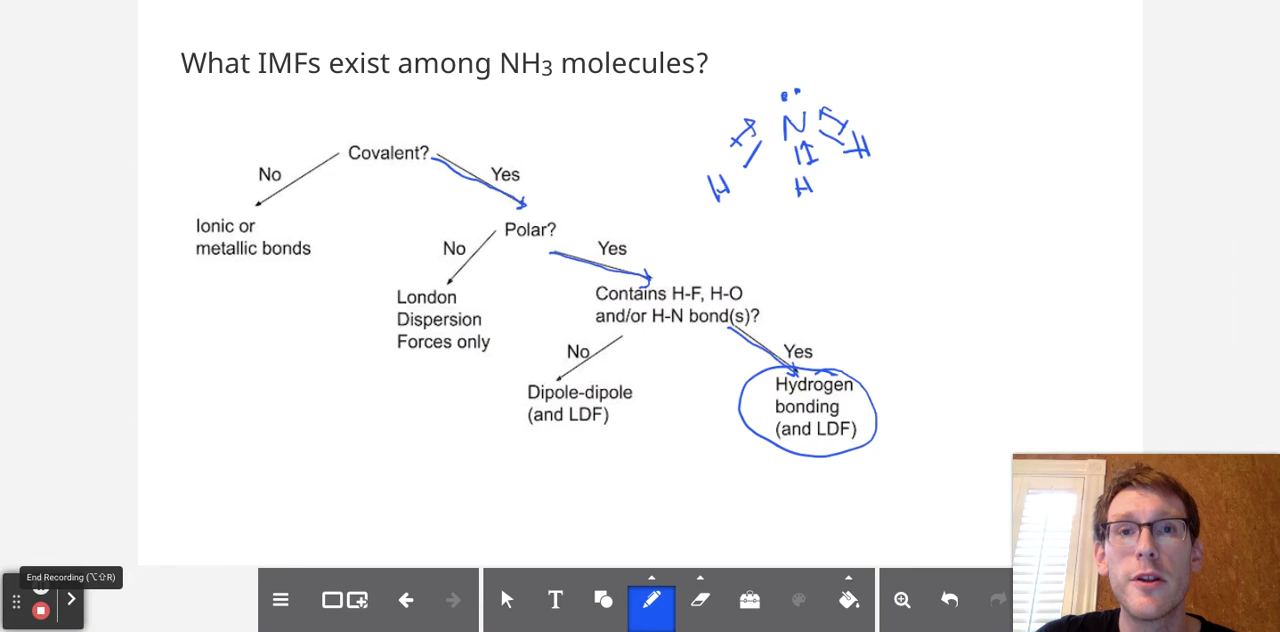 What IMFs exist among NH₃ molecules?
N
H
H
H
Covalent?
No
Yes
Ionic or
metallic bonds
Polar?
No
Yes
London
Dispersion
Forces only
Contains H-F, H-O
and/or H-N bond(s)?
No
Yes
Dipole-dipole
(and LDF)
Hydrogen
bonding
(and LDF)
End Recording (⌥⇧R)
T